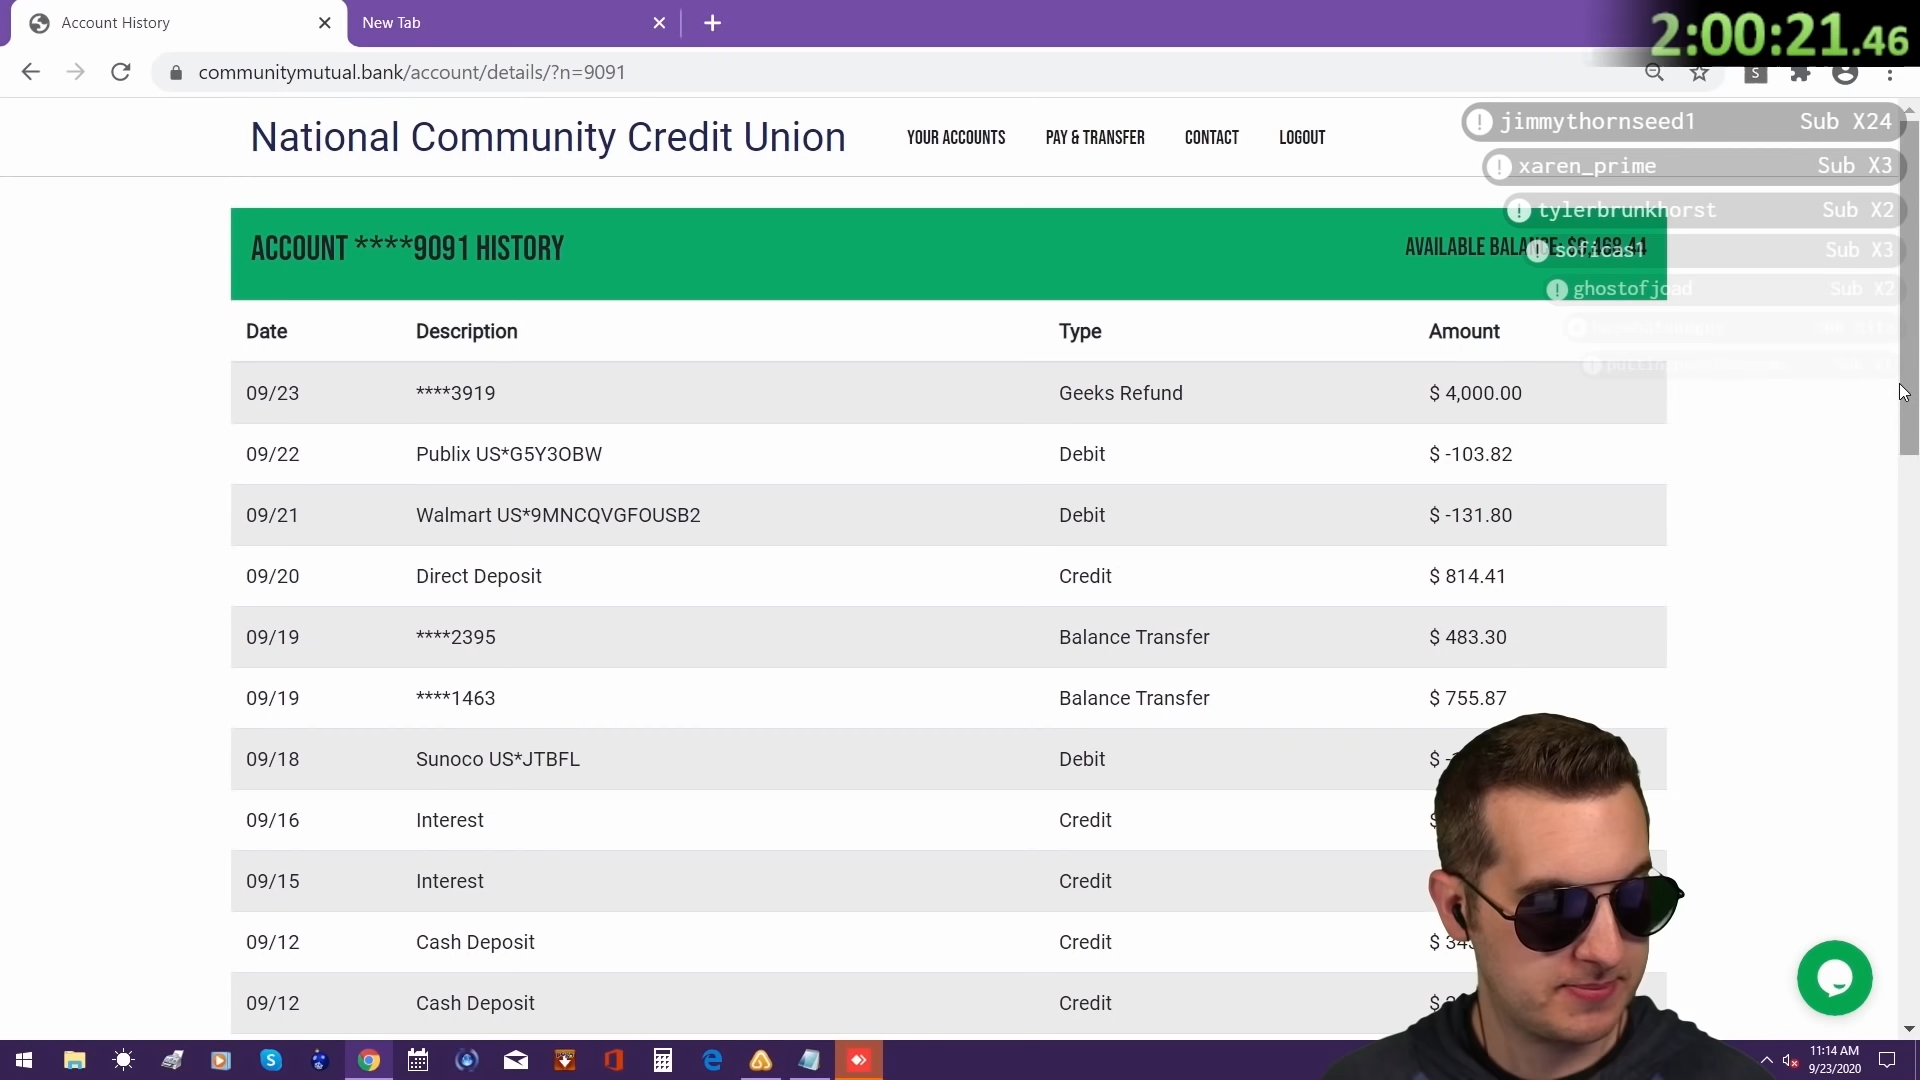 Account History
New Tab
2:00:21.46
communitymutual.bank/account/details/?n=9091
National Community Credit Union
YOUR ACCOUNTS
PAY & TRANSFER
CONTACT
LOGOUT
jimmythornseed1 Sub X24
xaren_prime Sub X3
tylerbrunkhorst Sub X2
soficas1 Sub X3
ghostofjoad Sub X2
ACCOUNT ****9091 HISTORY
AVAILABLE BALANCE:
Date Description Type Amount
09/23 ****3919 Geeks Refund $ 4,000.00
09/22 Publix US*G5Y3OBW Debit $ -103.82
09/21 Walmart US*9MNCQVGFOUSB2 Debit $ -131.80
09/20 Direct Deposit Credit $ 814.41
09/19 ****2395 Balance Transfer $ 483.30
09/19 ****1463 Balance Transfer $ 755.87
09/18 Sunoco US*JTBFL Debit $ -
09/16 Interest Credit $
09/15 Interest Credit $
09/12 Cash Deposit Credit $
09/12 Cash Deposit Credit $
11:14 AM
9/23/2020